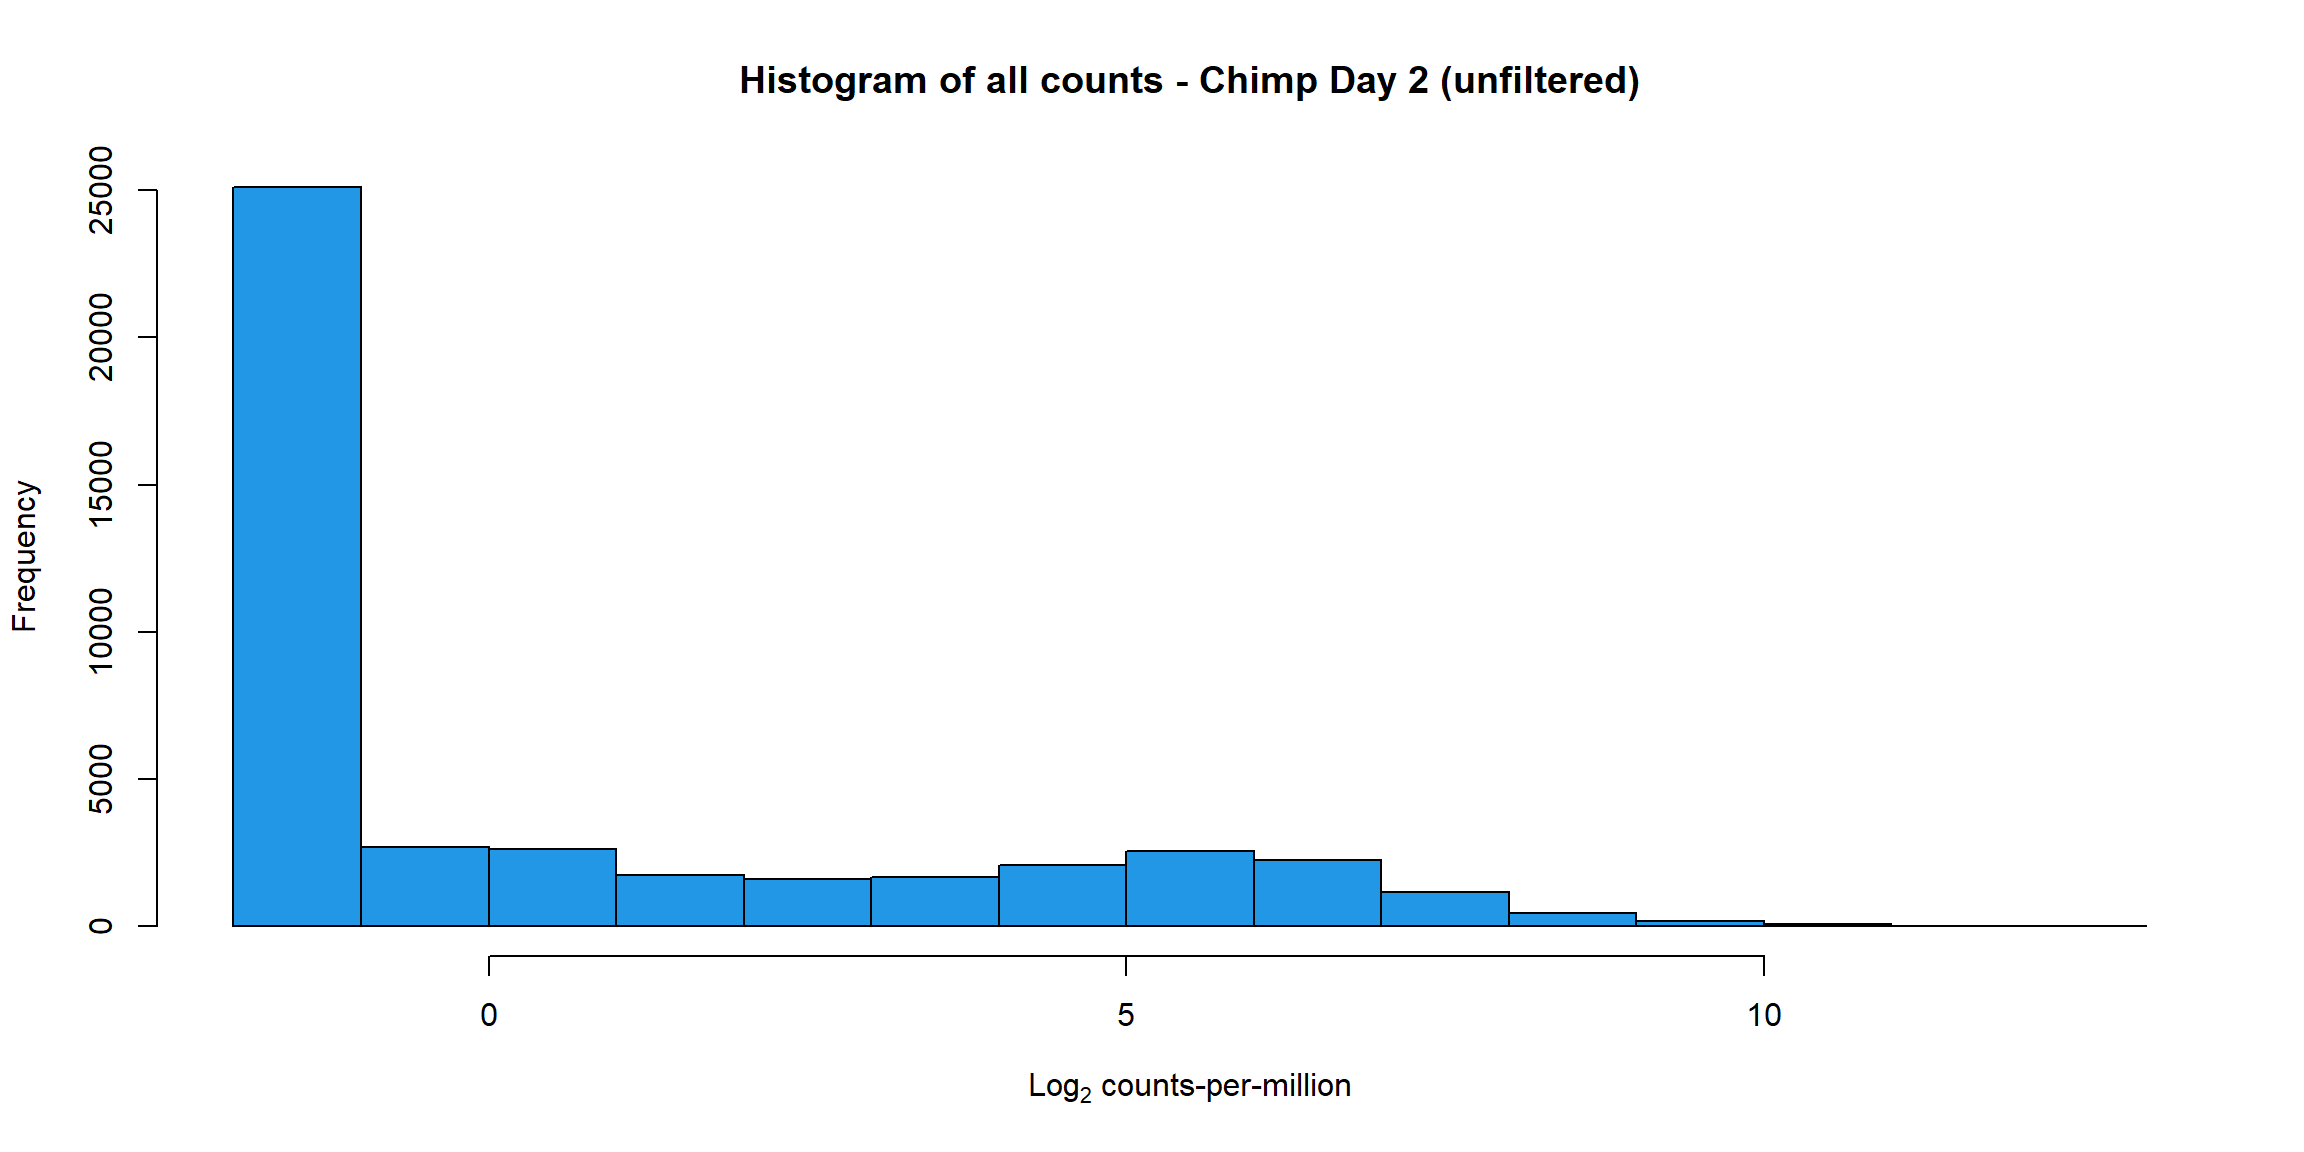 Histogram of all counts - Chimp Day 2 (unfiltered)
25000
20000
15000
10000
5000
0
Frequency
0 5 10
Log₂ counts-per-million